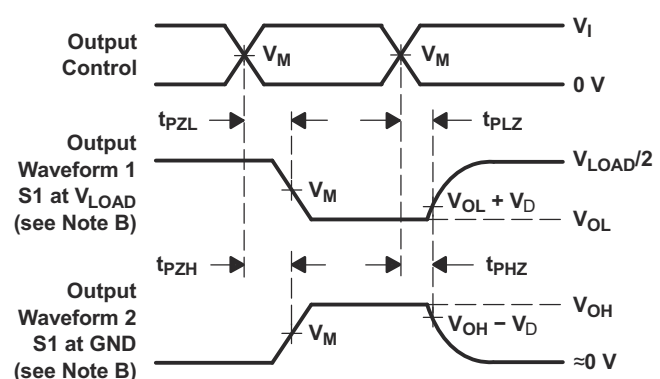 Output
Control
V_M
V_M
V_I
0 V
t_PZL
t_PLZ
Output
Waveform 1
S1 at V_LOAD
(see Note B)
V_M
V_LOAD/2
V_OL + V_D
V_OL
t_PZH
t_PHZ
Output
Waveform 2
S1 at GND
(see Note B)
V_M
V_OH
V_OH − V_D
≈0 V